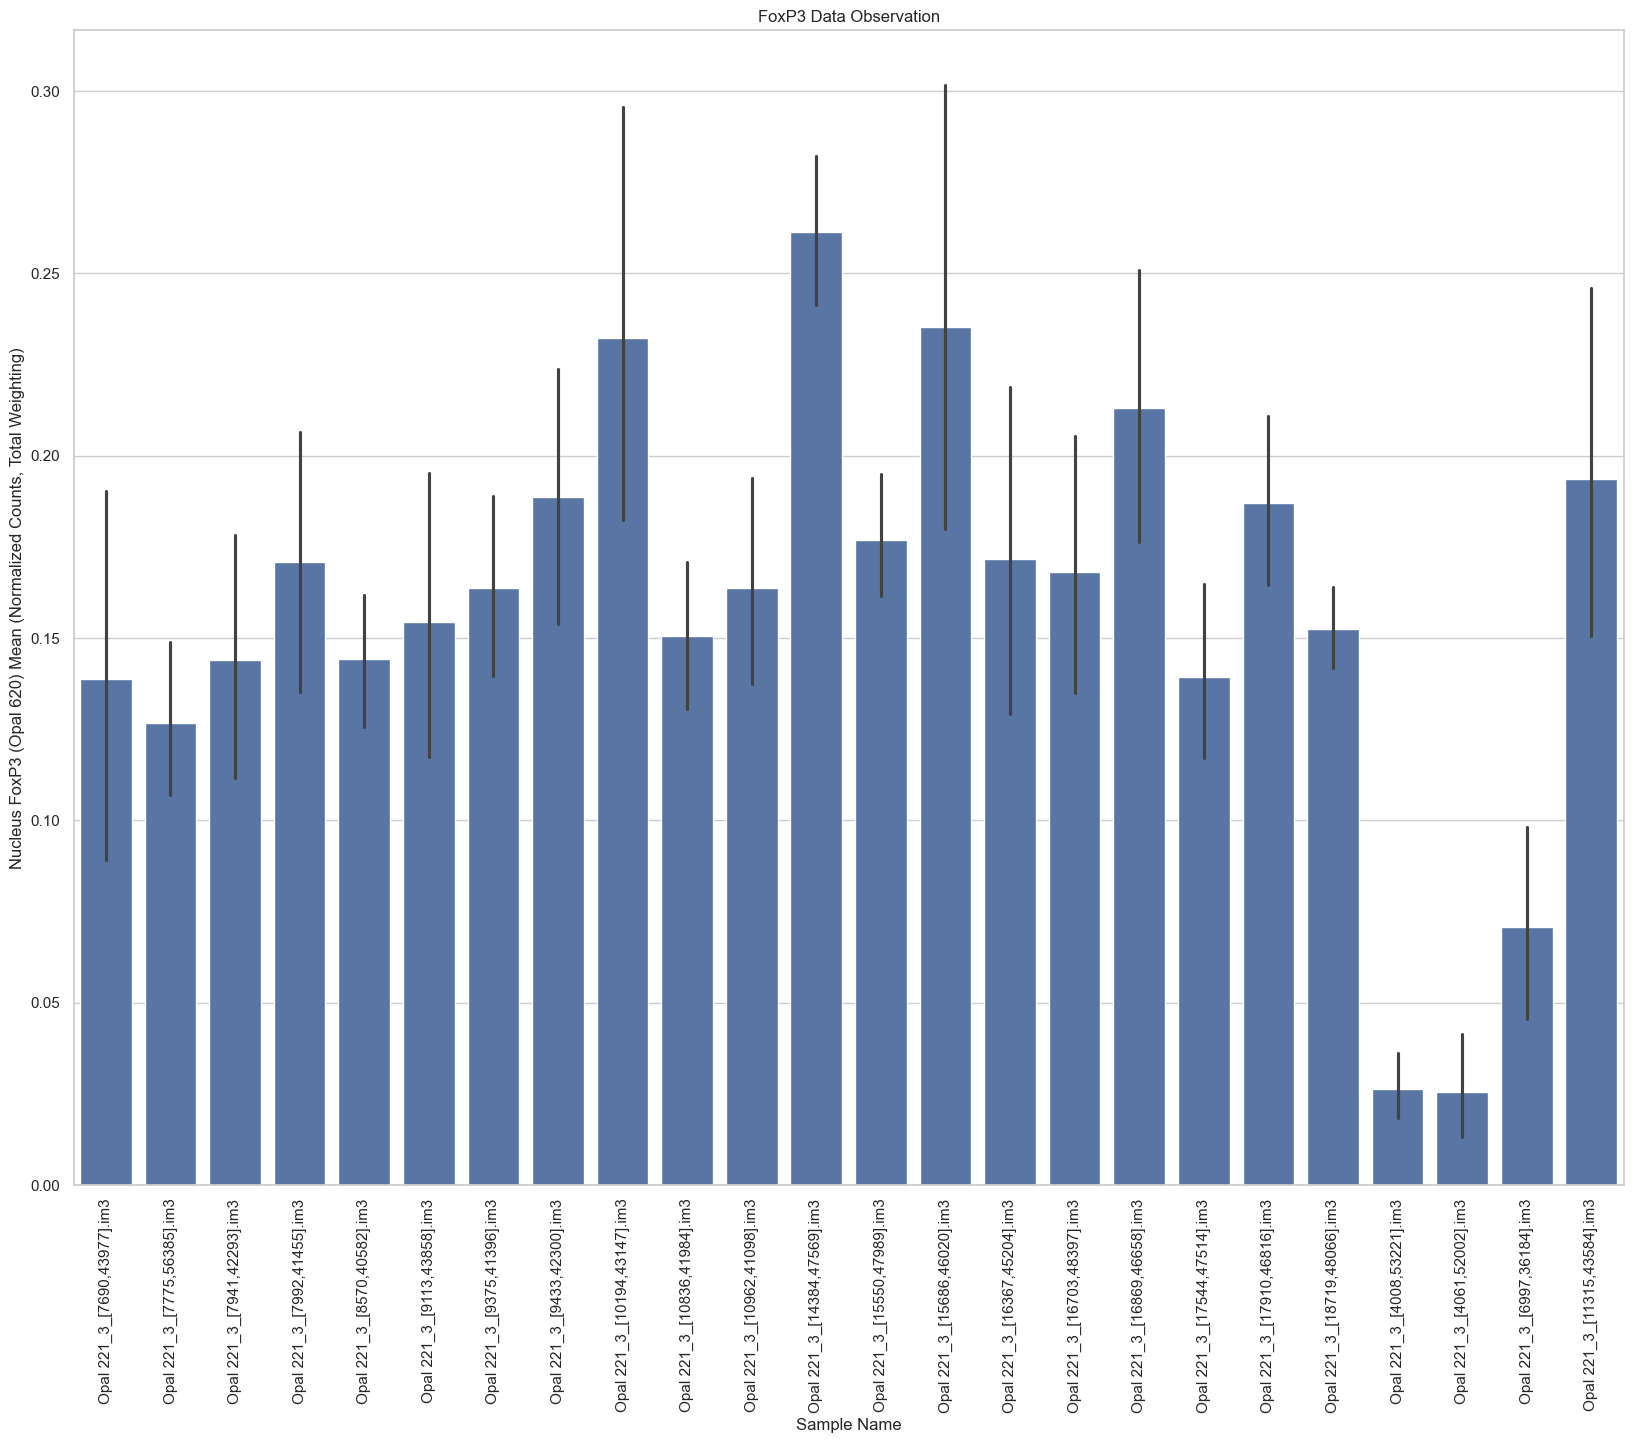 FoxP3 Data Observation
Nucleus FoxP3 (Opal 620) Mean (Normalized Counts, Total Weighting)
0.30
0.25
0.20
0.15
0.10
0.05
0.00
Opal 221_3_[7690,43977].im3
Opal 221_3_[7775,56385].im3
Opal 221_3_[7941,42293].im3
Opal 221_3_[7992,41455].im3
Opal 221_3_[8570,40582].im3
Opal 221_3_[9113,43858].im3
Opal 221_3_[9375,41396].im3
Opal 221_3_[9433,42300].im3
Opal 221_3_[10194,43147].im3
Opal 221_3_[10836,41984].im3
Opal 221_3_[10962,41098].im3
Opal 221_3_[14384,47569].im3
Opal 221_3_[15550,47989].im3
Opal 221_3_[15686,46020].im3
Opal 221_3_[16367,45204].im3
Opal 221_3_[16703,48397].im3
Opal 221_3_[16869,46658].im3
Opal 221_3_[17544,47514].im3
Opal 221_3_[17910,46816].im3
Opal 221_3_[18719,48066].im3
Opal 221_3_[4008,53221].im3
Opal 221_3_[4061,52002].im3
Opal 221_3_[6997,36184].im3
Opal 221_3_[11315,43584].im3
Sample Name